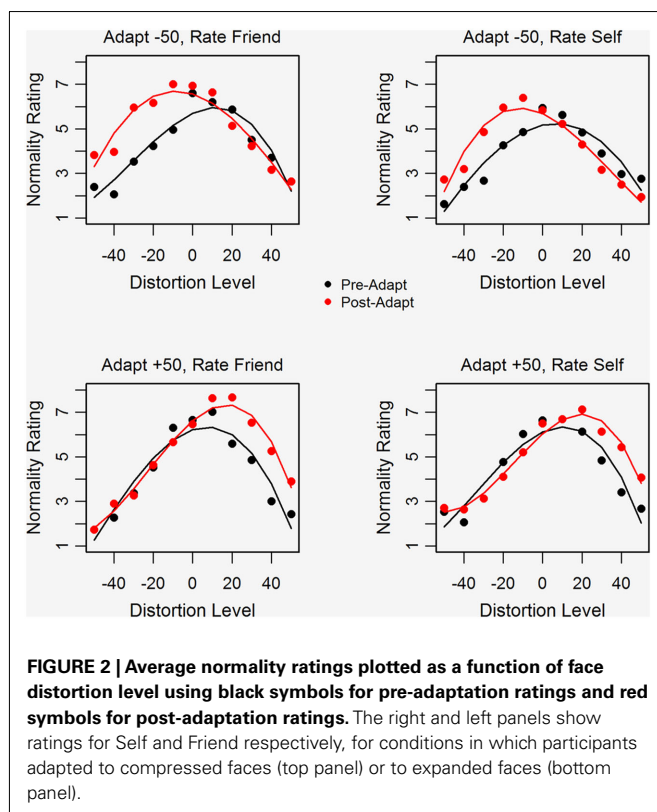 Adapt -50, Rate Friend
Normality Rating
1 3 5 7
-40 -20 0 20 40
Distortion Level
Adapt -50, Rate Self
Normality Rating
1 3 5 7
-40 -20 0 20 40
Distortion Level
Pre-Adapt
Post-Adapt
Adapt +50, Rate Friend
Normality Rating
1 3 5 7
-40 -20 0 20 40
Distortion Level
Adapt +50, Rate Self
Normality Rating
1 3 5 7
-40 -20 0 20 40
Distortion Level
FIGURE 2 | Average normality ratings plotted as a function of face
distortion level using black symbols for pre-adaptation ratings and red
symbols for post-adaptation ratings. The right and left panels show
ratings for Self and Friend respectively, for conditions in which participants
adapted to compressed faces (top panel) or to expanded faces (bottom
panel).